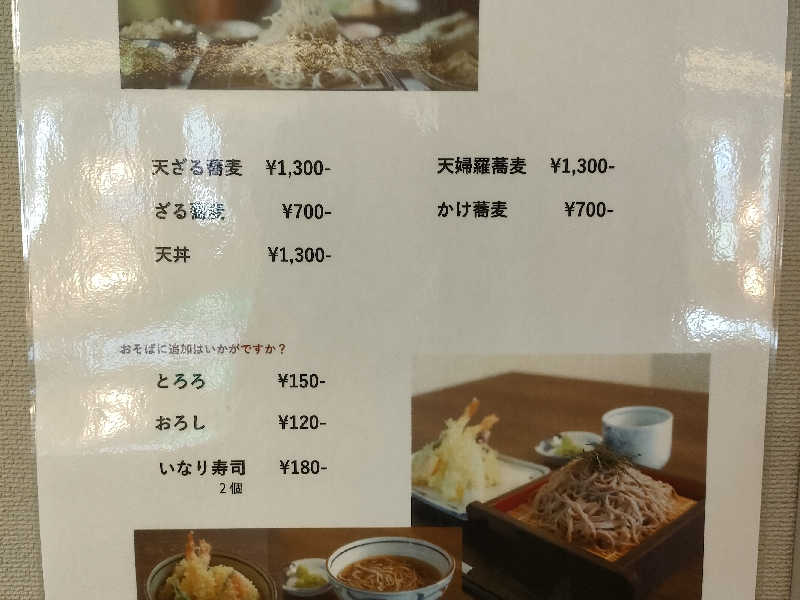 天ざる蕎麦 ¥1,300-
ざる蕎麦 ¥700-
天丼 ¥1,300-
天婦羅蕎麦 ¥1,300-
かけ蕎麦 ¥700-
おそばに追加はいかがですか？
とろろ ¥150-
おろし ¥120-
いなり寿司 ¥180-
２個